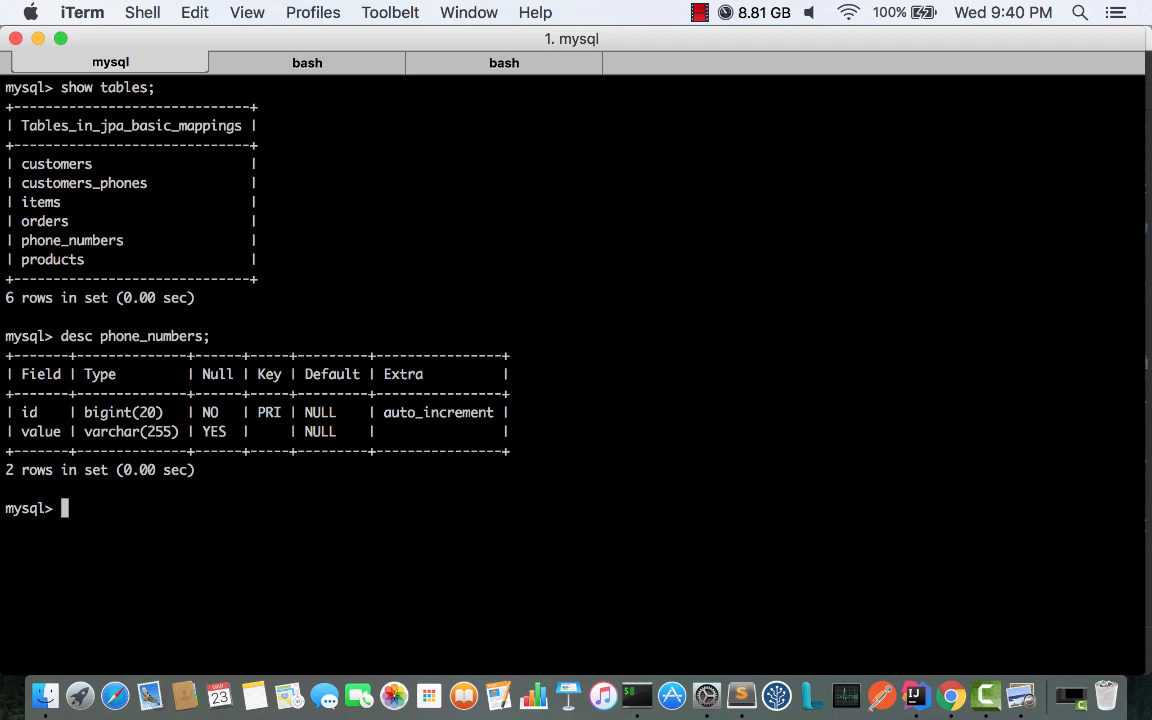 iTerm Shell Edit View Profiles Toolbelt Window Help 8.81 GB 100% Wed 9:40 PM
1. mysql
mysql bash bash
mysql> show tables;
+------------------------------+
| Tables_in_jpa_basic_mappings |
+------------------------------+
| customers                    |
| customers_phones             |
| items                        |
| orders                       |
| phone_numbers                |
| products                     |
+------------------------------+
6 rows in set (0.00 sec)
mysql> desc phone_numbers;
+-------+--------------+------+-----+---------+----------------+
| Field | Type         | Null | Key | Default | Extra          |
+-------+--------------+------+-----+---------+----------------+
| id    | bigint(20)   | NO   | PRI | NULL    | auto_increment |
| value | varchar(255) | YES  |     | NULL    |                |
+-------+--------------+------+-----+---------+----------------+
2 rows in set (0.00 sec)
mysql>